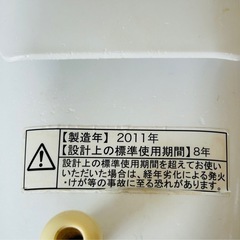 【製造年】2011年
【設計上の標準使用期間】8年
設計上の標準使用期間を超えてお使い
いただいた場合は、経年劣化による発火
・けが等の事故に至る恐れがあります。